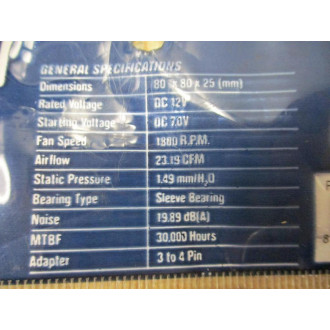 GENERAL SPECIFICATIONS
Dimensions 80 x 80 x 25 (mm)
Rated Voltage DC 12V
Starting Voltage DC 7.0V
Fan Speed 1800 R.P.M.
Airflow 23.19 CFM
Static Pressure 1.49 mm/H₂O
Bearing Type Sleeve Bearing
Noise 19.89 dB(A)
MTBF 30,000 Hours
Adapter 3 to 4 Pin